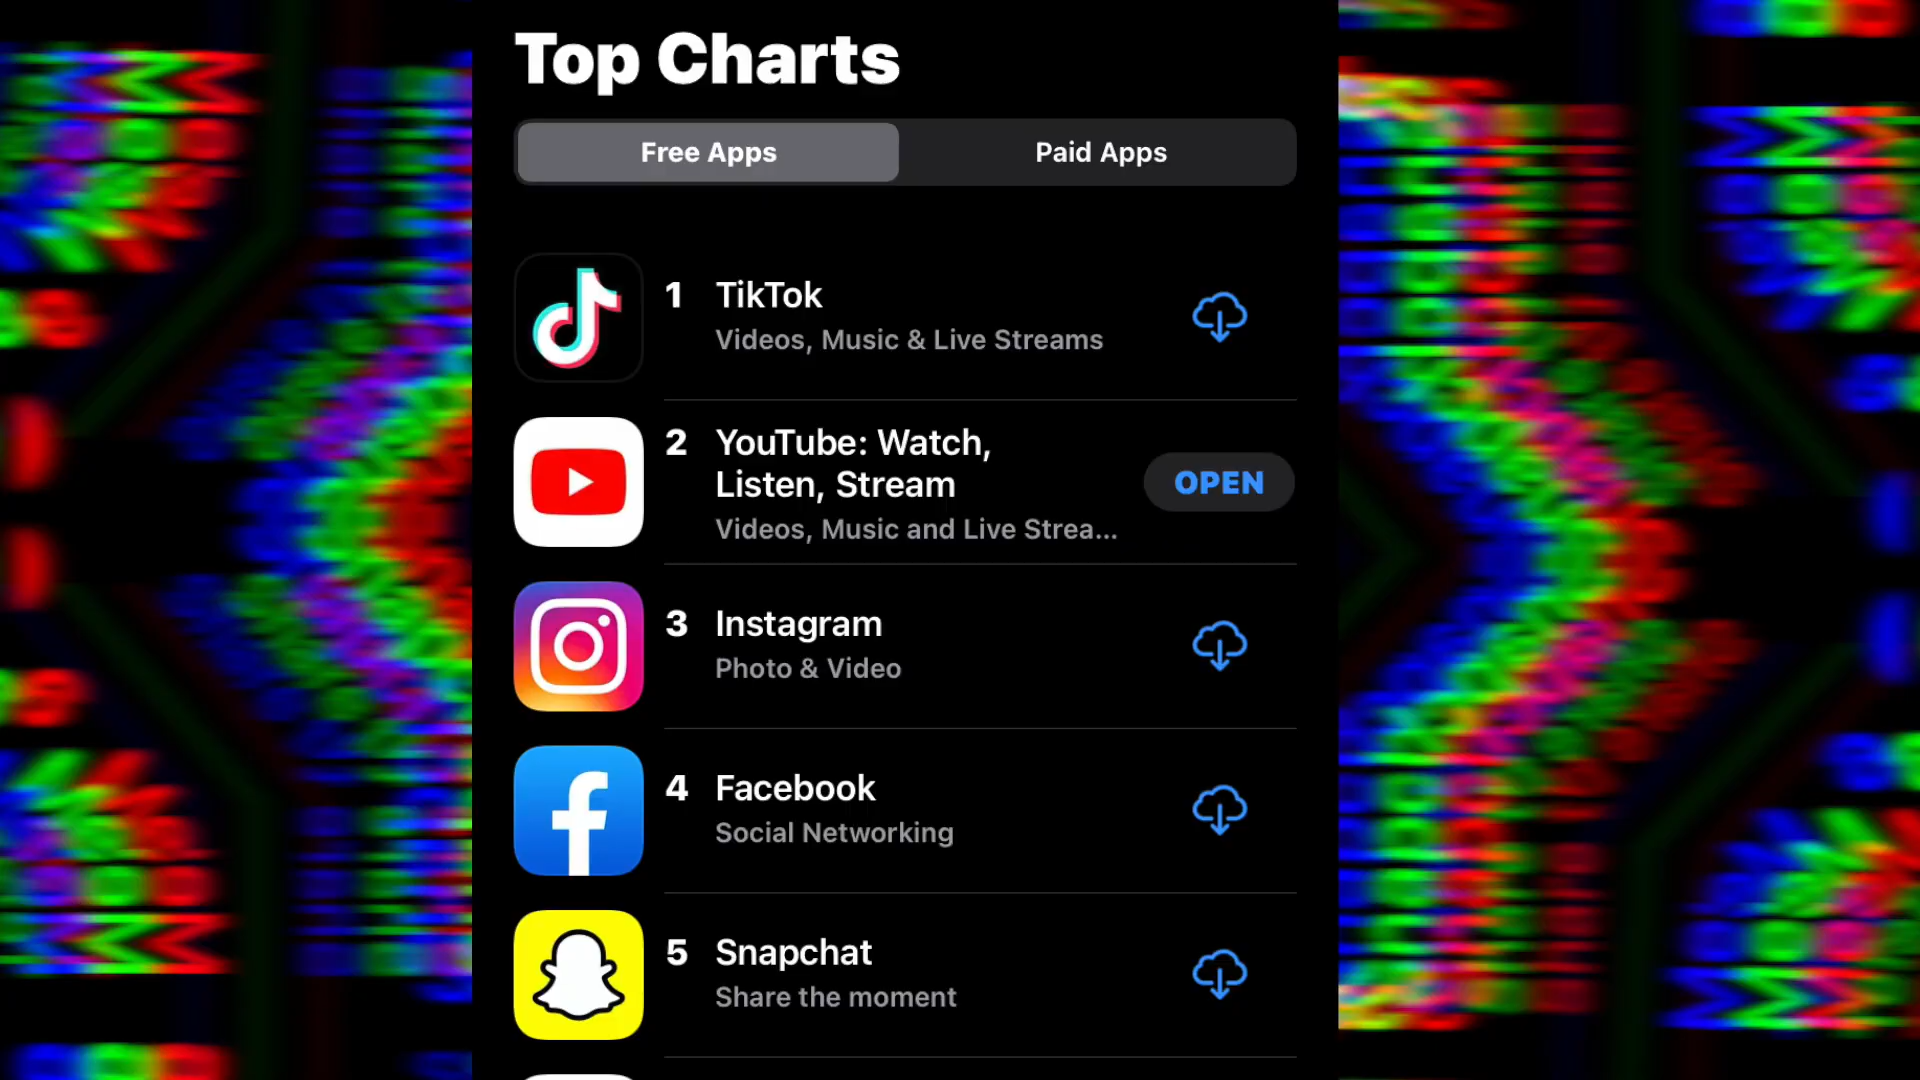 Top Charts
Free Apps
Paid Apps
1 TikTok
Videos, Music & Live Streams
2 YouTube: Watch,
Listen, Stream
Videos, Music and Live Strea...
OPEN
3 Instagram
Photo & Video
4 Facebook
Social Networking
5 Snapchat
Share the moment